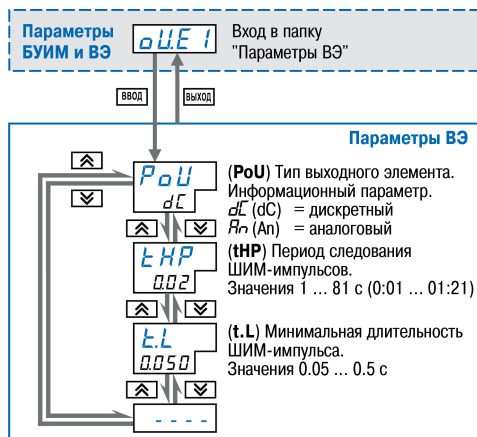 Параметры
БУИМ и ВЭ
oU.E 1
Вход в папку
"Параметры ВЭ"
ВВОД
ВЫХОД
Параметры ВЭ
PoU
dC
(PoU) Тип выходного элемента.
Информационный параметр.
dC (dC) = дискретный
An (An) = аналоговый
tHP
0.02
(tHP) Период следования
ШИМ-импульсов.
Значения 1 ... 81 с (0:01 ... 01:21)
t.L
0.050
(t.L) Минимальная длительность
ШИМ-импульса.
Значения 0.05 ... 0.5 с
- - - -